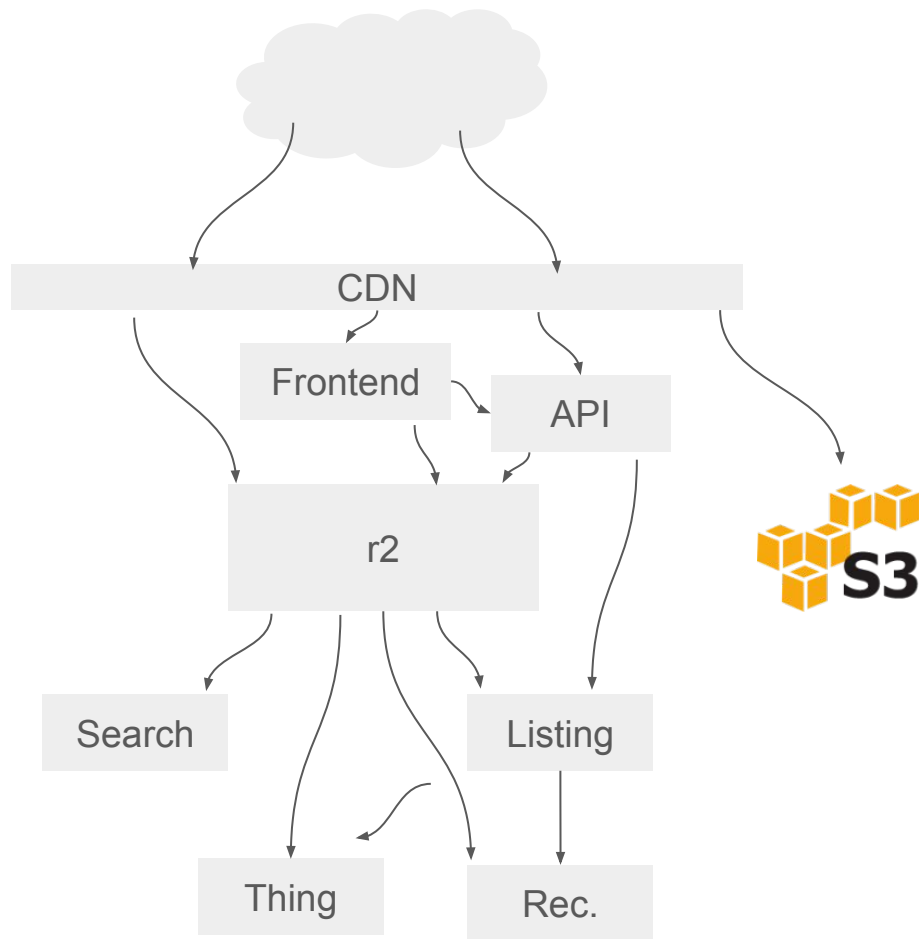 CDN
Frontend
API
r2
S3
Search
Listing
Thing
Rec.